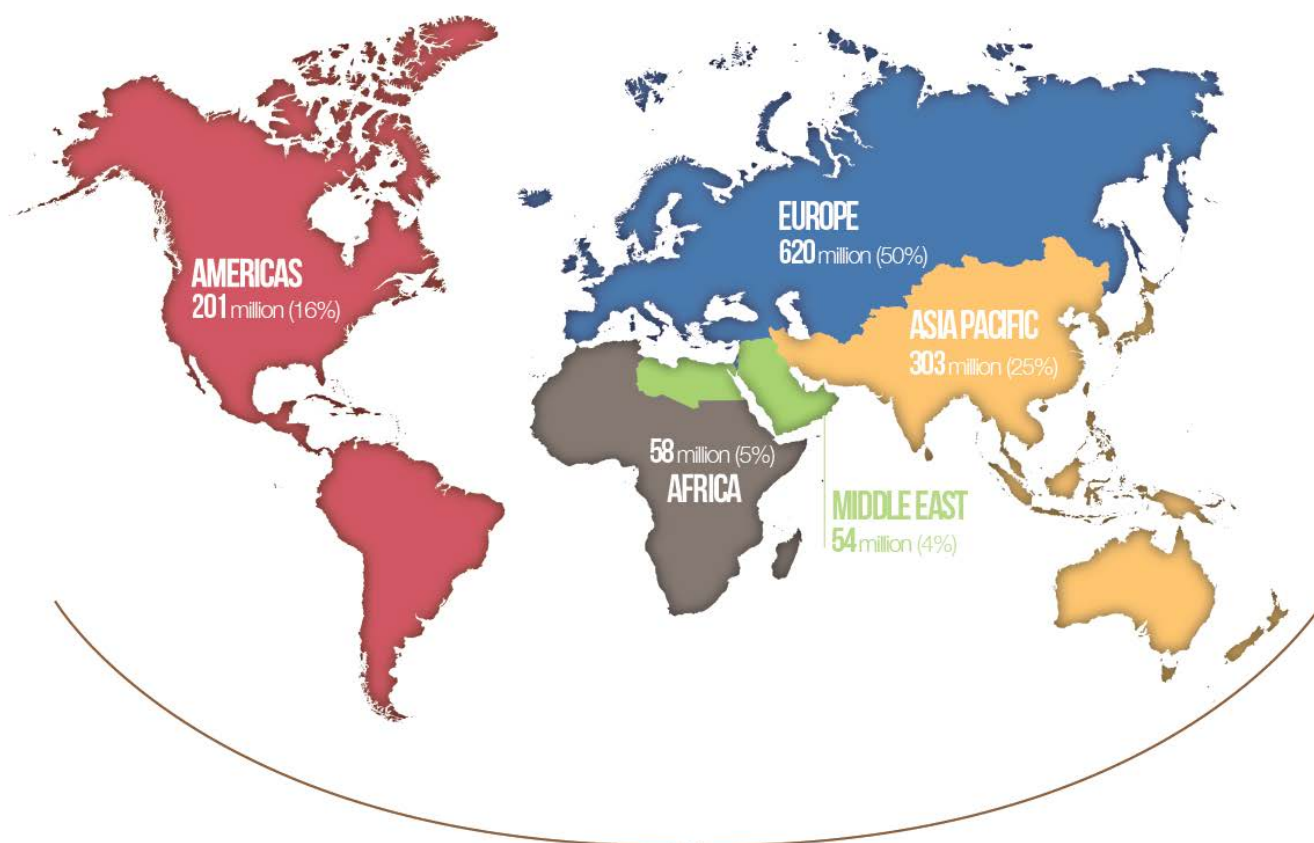 AMERICAS
201 million (16%)
EUROPE
620 million (50%)
ASIA PACIFIC
303 million (25%)
58 million (5%)
AFRICA
MIDDLE EAST
54 million (4%)